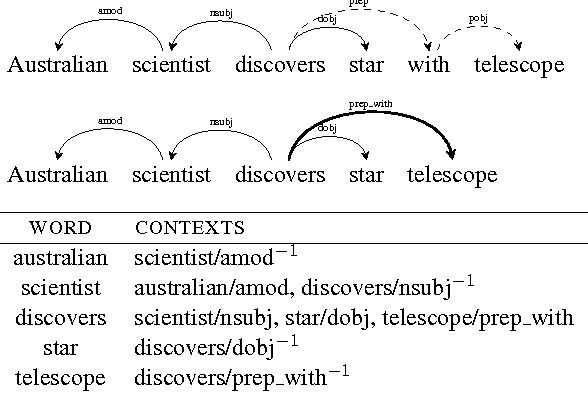 prep
amod nsubj dobj pobj
Australian scientist discovers star with telescope
prep_with
amod nsubj dobj
Australian scientist discovers star telescope
WORD CONTEXTS
australian scientist/amod⁻¹
scientist australian/amod, discovers/nsubj⁻¹
discovers scientist/nsubj, star/dobj, telescope/prep_with
star discovers/dobj⁻¹
telescope discovers/prep_with⁻¹